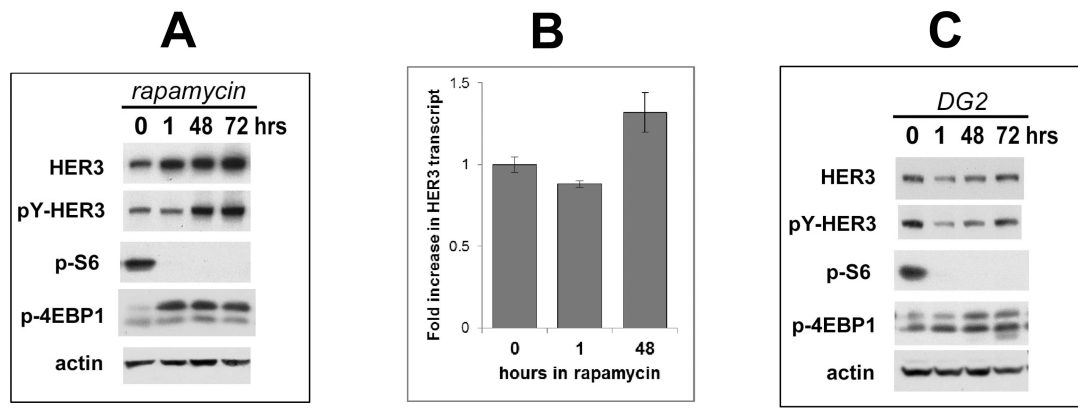 A
rapamycin
0 1 48 72 hrs
HER3
pY-HER3
p-S6
p-4EBP1
actin
B
Fold increase in HER3 transcript
1.5
1
0.5
0
0 1 48
hours in rapamycin
C
DG2
0 1 48 72 hrs
HER3
pY-HER3
p-S6
p-4EBP1
actin